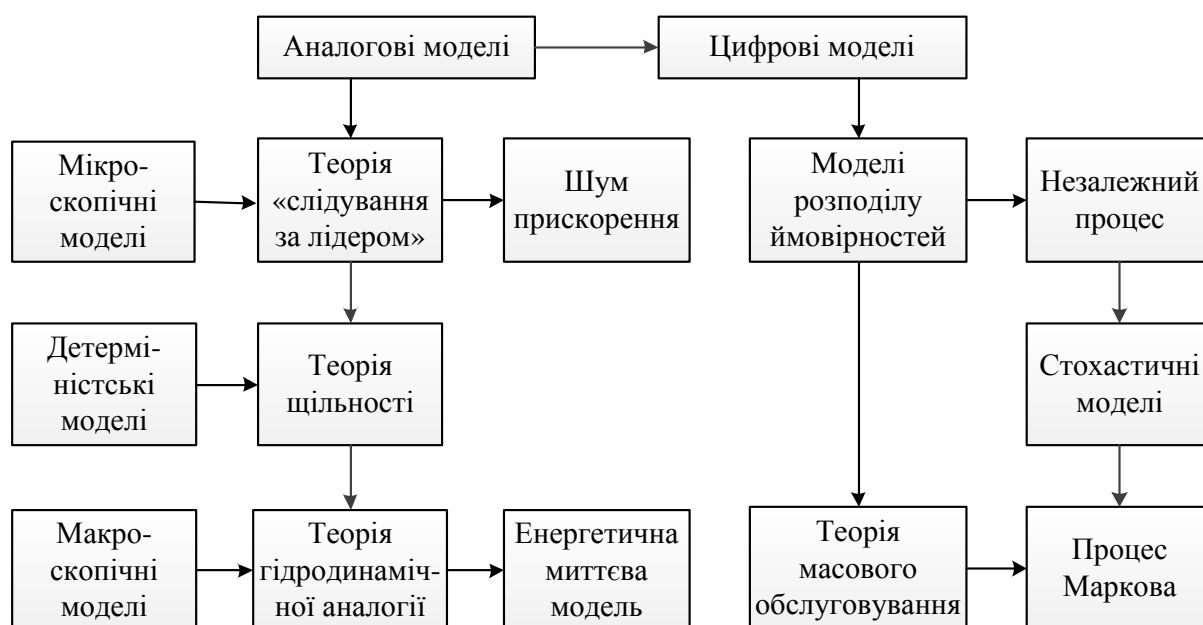 Аналогові моделі
Цифрові моделі
Мікро-
скопічні
моделі
Теорія
«слідування
за лідером»
Шум
прискорення
Моделі
розподілу
ймовірностей
Незалежний
процес
Детермі-
ністські
моделі
Теорія
щільності
Стохастичні
моделі
Макро-
скопічні
моделі
Теорія
гідродинаміч-
ної аналогії
Енергетична
миттєва
модель
Теорія
масового
обслуговування
Процес
Маркова